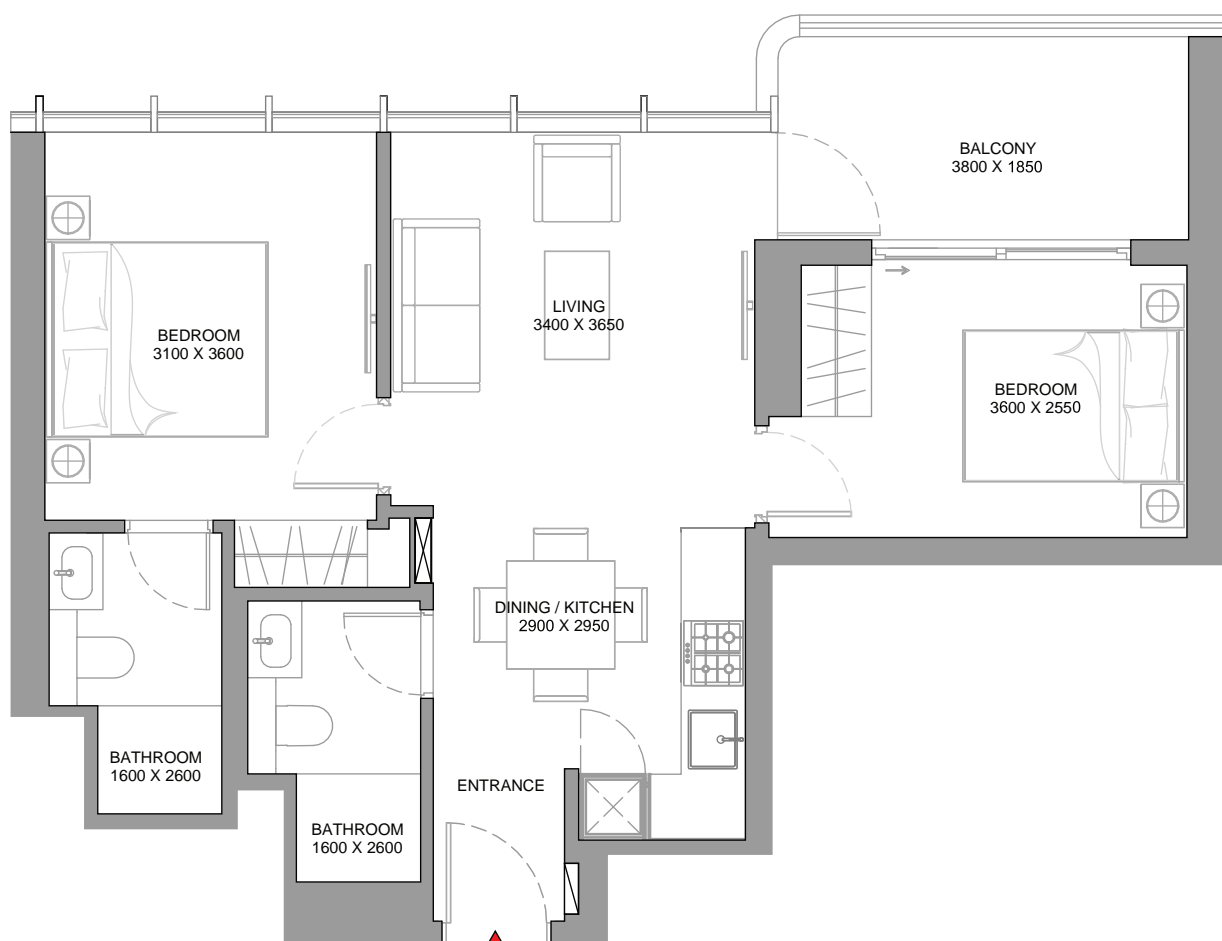 BALCONY
3800 X 1850
LIVING
3400 X 3650
BEDROOM
3100 X 3600
BEDROOM
3600 X 2550
DINING / KITCHEN
2900 X 2950
BATHROOM
1600 X 2600
ENTRANCE
BATHROOM
1600 X 2600